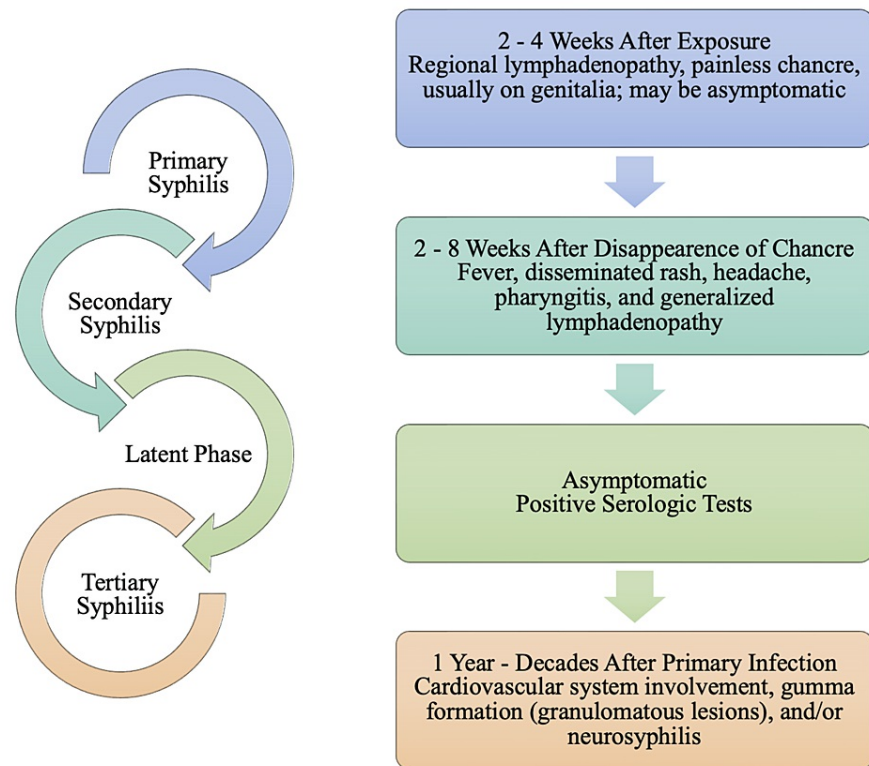 Primary
Syphilis
Secondary
Syphilis
Latent Phase
Tertiary
Syphiliis
2 - 4 Weeks After Exposure
Regional lymphadenopathy, painless chancre,
usually on genitalia; may be asymptomatic
2 - 8 Weeks After Disappearence of Chancre
Fever, disseminated rash, headache,
pharyngitis, and generalized
lymphadenopathy
Asymptomatic
Positive Serologic Tests
1 Year - Decades After Primary Infection
Cardiovascular system involvement, gumma
formation (granulomatous lesions), and/or
neurosyphilis